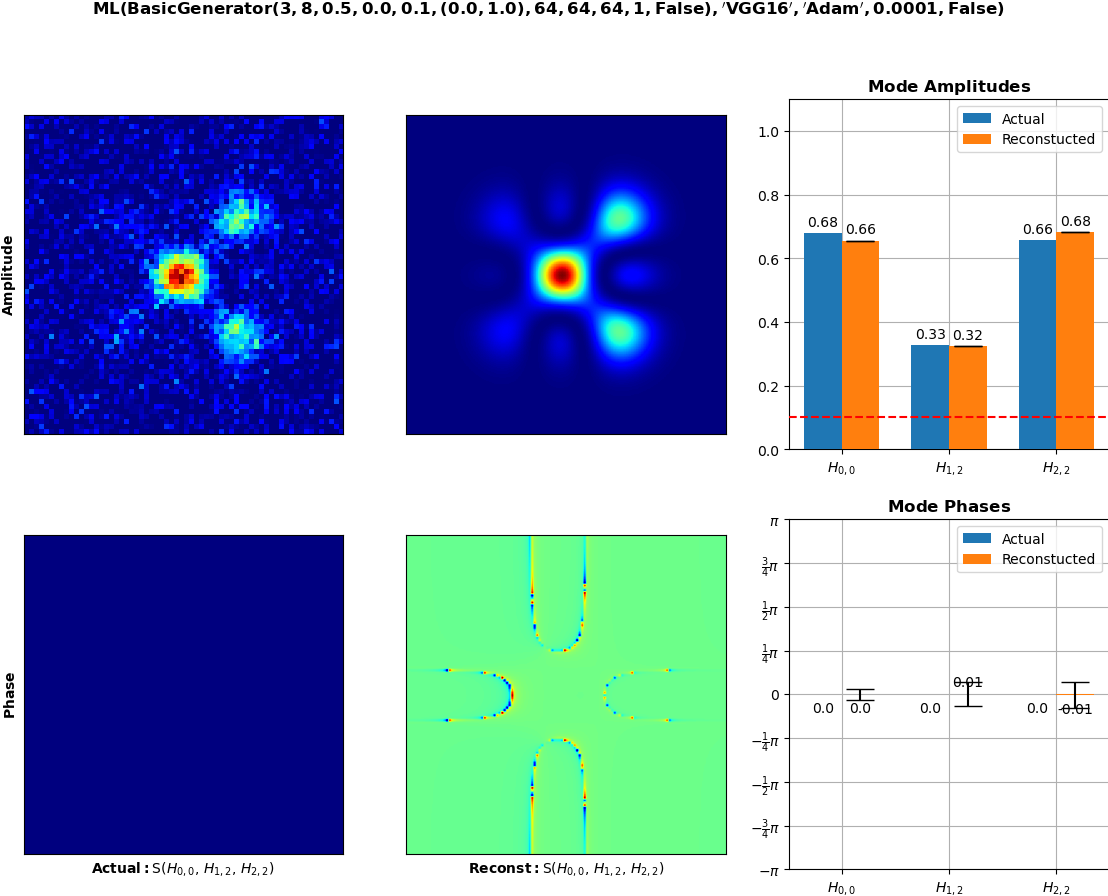 ML(BasicGenerator(3, 8, 0.5, 0.0, 0.1, (0.0, 1.0), 64, 64, 64, 1, False), ′VGG16′, ′Adam′, 0.0001, False)
Amplitude
Mode Amplitudes
Actual
Reconstucted
1.0
0.8
0.6
0.4
0.2
0.0
0.68 0.66
0.33 0.32
0.66 0.68
H0,0 H1,2 H2,2
Phase
Actual: S(H0,0, H1,2, H2,2)
Reconst: S(H0,0, H1,2, H2,2)
Mode Phases
Actual
Reconstucted
π
3/4π
1/2π
1/4π
0
−1/4π
−1/2π
−3/4π
−π
0.0 0.0
0.0 0.01
0.0 -0.01
H0,0 H1,2 H2,2